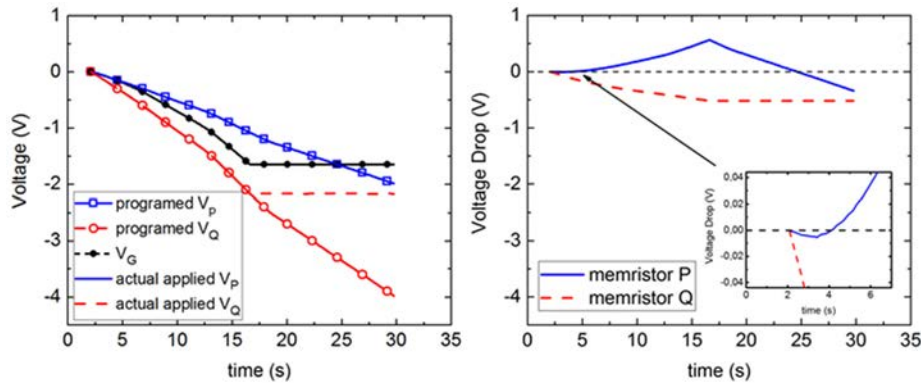 1
0
-1
-2
-3
-4
0 5 10 15 20 25 30 35
Voltage (V)
time (s)
programed V_P
programed V_Q
V_G
actual applied V_P
actual applied V_Q
1
0
-1
-2
-3
-4
0 5 10 15 20 25 30 35
Voltage Drop (V)
time (s)
memristor P
memristor Q
0,04
0,02
0,00
-0,02
-0,04
0 2 4 6
Voltage Drop (V)
time (s)